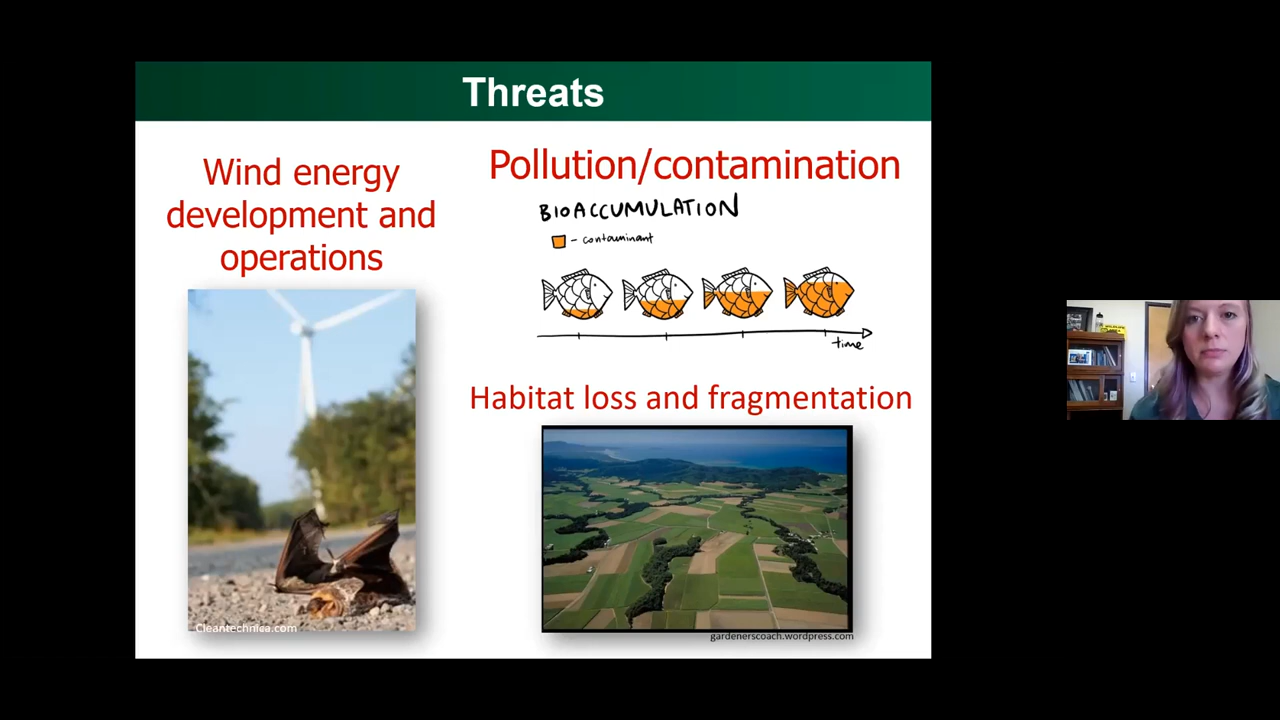 Threats
Wind energy
development and
operations
Cleantechnica.com
Pollution/contamination
BIOACCUMULATION
- contaminant
time
Habitat loss and fragmentation
gardenerscoach.wordpress.com